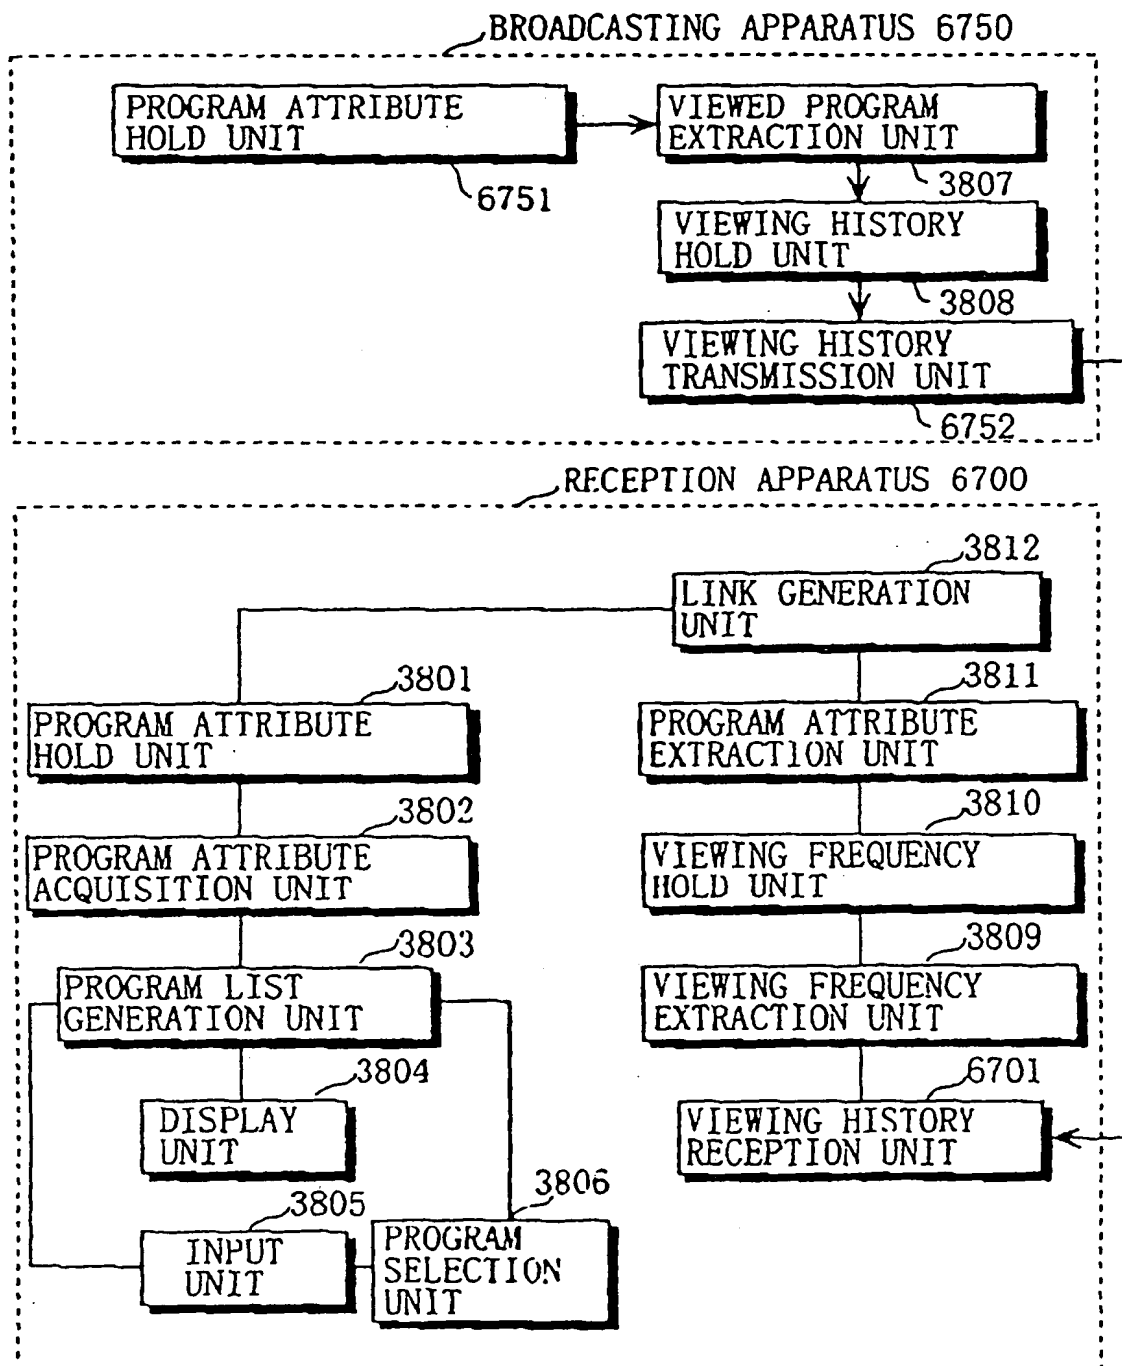 BROADCASTING APPARATUS 6750
PROGRAM ATTRIBUTE
HOLD UNIT
6751
VIEWED PROGRAM
EXTRACTION UNIT
3807
VIEWING HISTORY
HOLD UNIT
3808
VIEWING HISTORY
TRANSMISSION UNIT
6752
RECEPTION APPARATUS 6700
3812
LINK GENERATION
UNIT
3801
PROGRAM ATTRIBUTE
HOLD UNIT
3811
PROGRAM ATTRIBUTE
EXTRACTION UNIT
3802
PROGRAM ATTRIBUTE
ACQUISITION UNIT
3810
VIEWING FREQUENCY
HOLD UNIT
3803
PROGRAM LIST
GENERATION UNIT
3809
VIEWING FREQUENCY
EXTRACTION UNIT
3804
DISPLAY
UNIT
6701
VIEWING HISTORY
RECEPTION UNIT
3805
INPUT
UNIT
3806
PROGRAM
SELECTION
UNIT